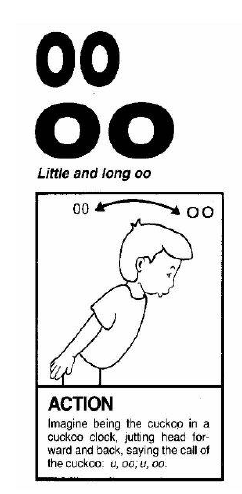 oo
oo
Little and long oo
oo oo
ACTION
Imagine being the cuckoo in a
cuckoo clock, jutting head for-
ward and back, saying the call of
the cuckoo: u, oo; u, oo.